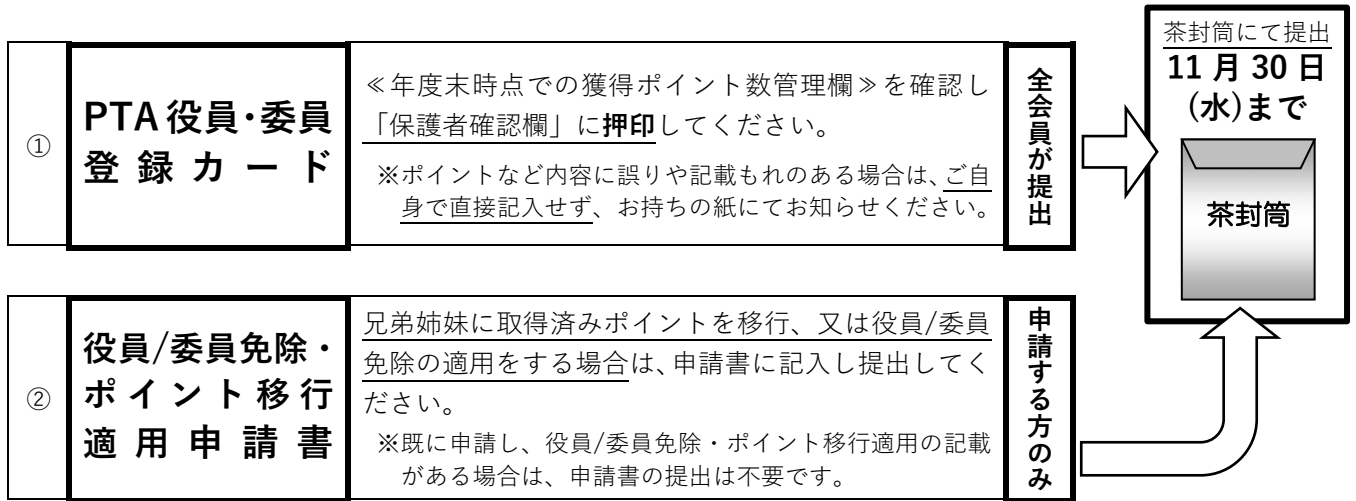 ①
PTA役員・委員
登録カード
≪年度末時点での獲得ポイント数管理欄≫を確認し
「保護者確認欄」に押印してください。
※ポイントなど内容に誤りや記載もれのある場合は、ご自
身で直接記入せず、お持ちの紙にてお知らせください。
全会員が提出
②
役員/委員免除・
ポイント移行
適用申請書
兄弟姉妹に取得済みポイントを移行、又は役員/委員
免除の適用をする場合は、申請書に記入し提出してく
ださい。
※既に申請し、役員/委員免除・ポイント移行適用の記載
がある場合は、申請書の提出は不要です。
申請する方のみ
茶封筒にて提出
11月30日
(水)まで
茶封筒